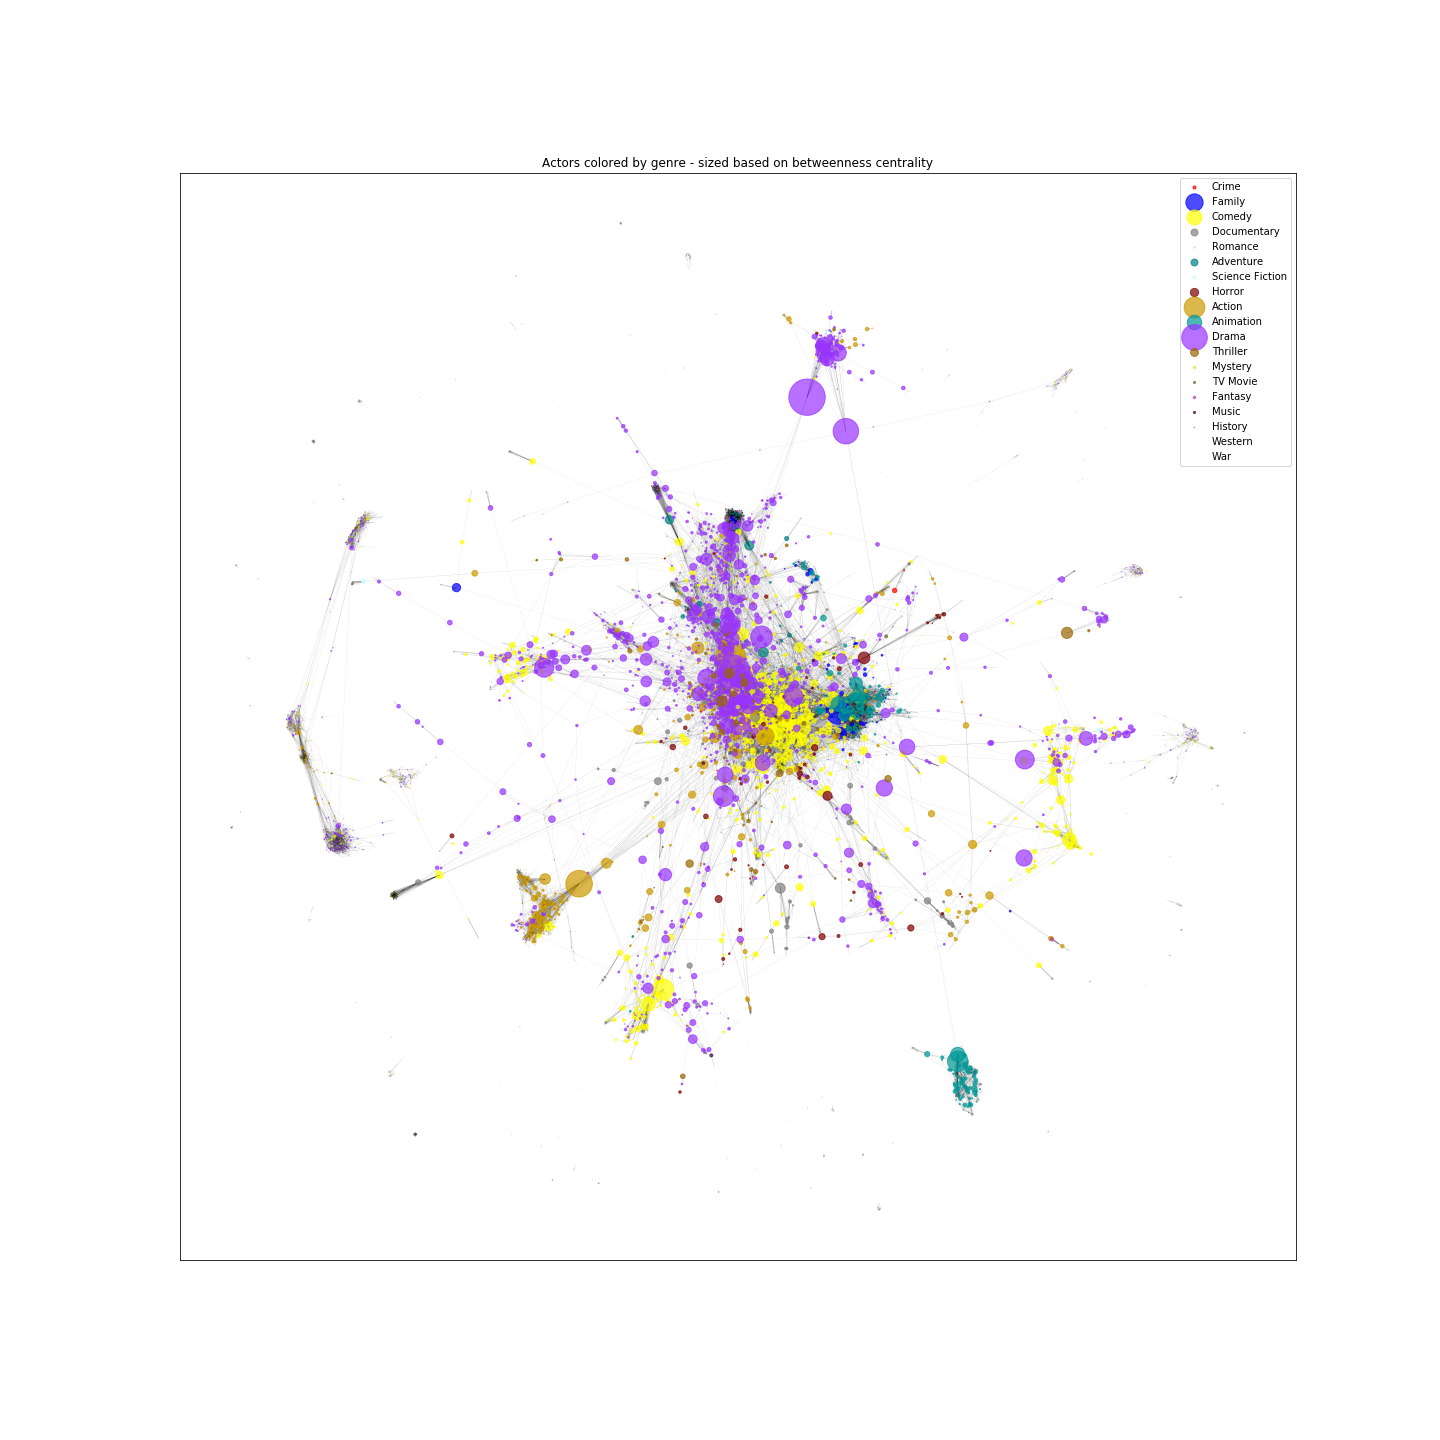 Actors colored by genre - sized based on betweenness centrality
Crime
Family
Comedy
Documentary
Romance
Adventure
Science Fiction
Horror
Action
Animation
Drama
Thriller
Mystery
TV Movie
Fantasy
Music
History
Western
War